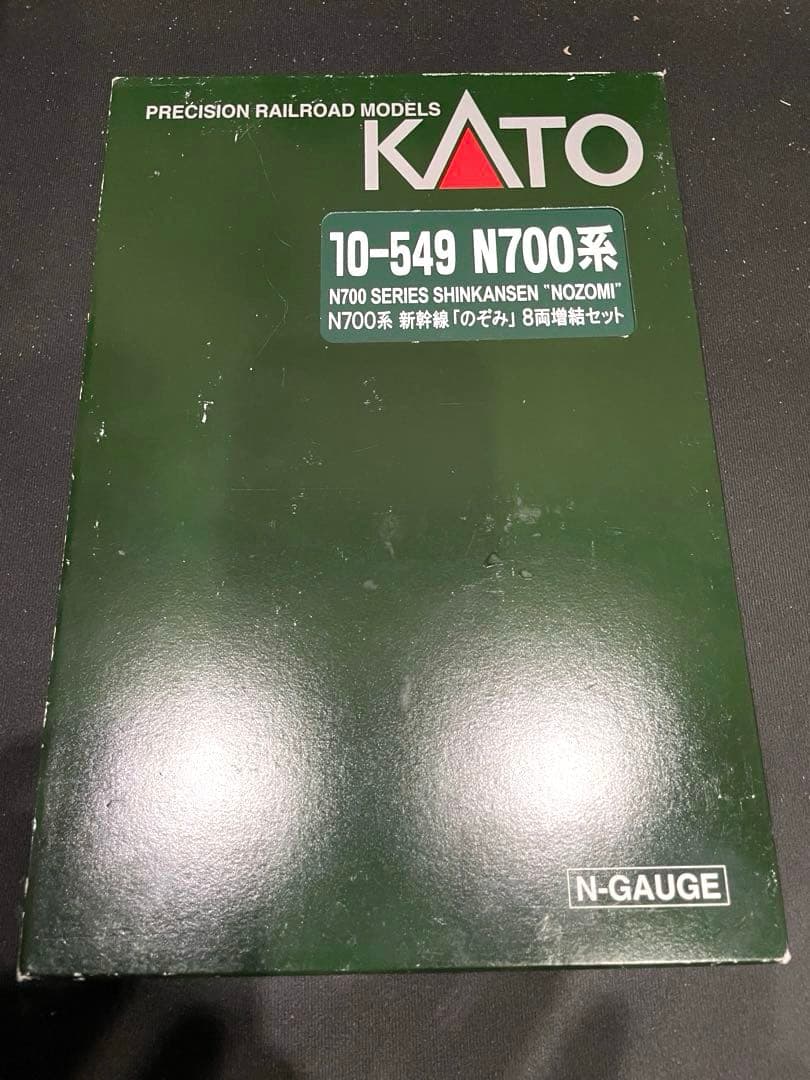 PRECISION RAILROAD MODELS
KATO
10-549 N700系
N700 SERIES SHINKANSEN "NOZOMI"
N700系 新幹線「のぞみ」8両増結セット
N-GAUGE